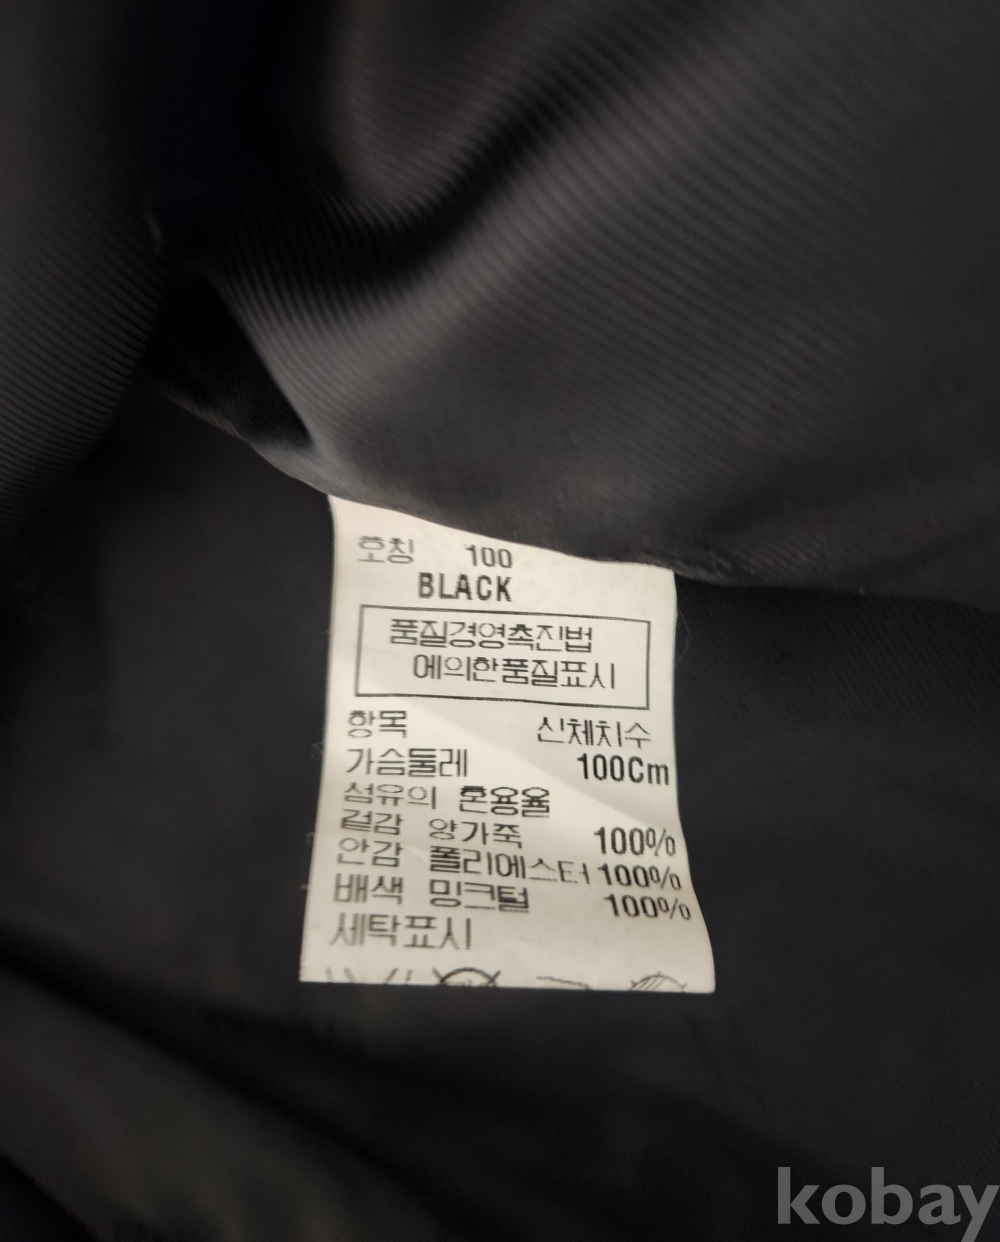 호칭 100
BLACK
품질경영촉진법
에의한품질표시
항목 신체치수
가슴둘레 100Cm
섬유의 혼용율
겉감 양가죽 100%
안감 폴리에스터 100%
배색 밍크털 100%
세탁표시
kobay